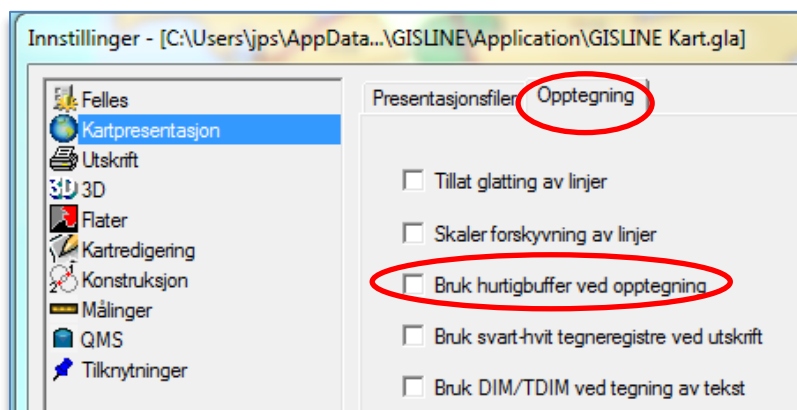 Innstillinger - [C:\Users\jps\AppData...\GISLINE\Application\GISLINE Kart.gla]
Felles
Kartpresentasjon
Utskrift
3D
Flater
Kartredigering
Konstruksjon
Målinger
QMS
Tilknytninger
Presentasjonsfiler
Opptegning
Tillat glatting av linjer
Skaler forskyvning av linjer
Bruk hurtigbuffer ved opptegning
Bruk svart-hvit tegneregistre ved utskrift
Bruk DIM/TDIM ved tegning av tekst